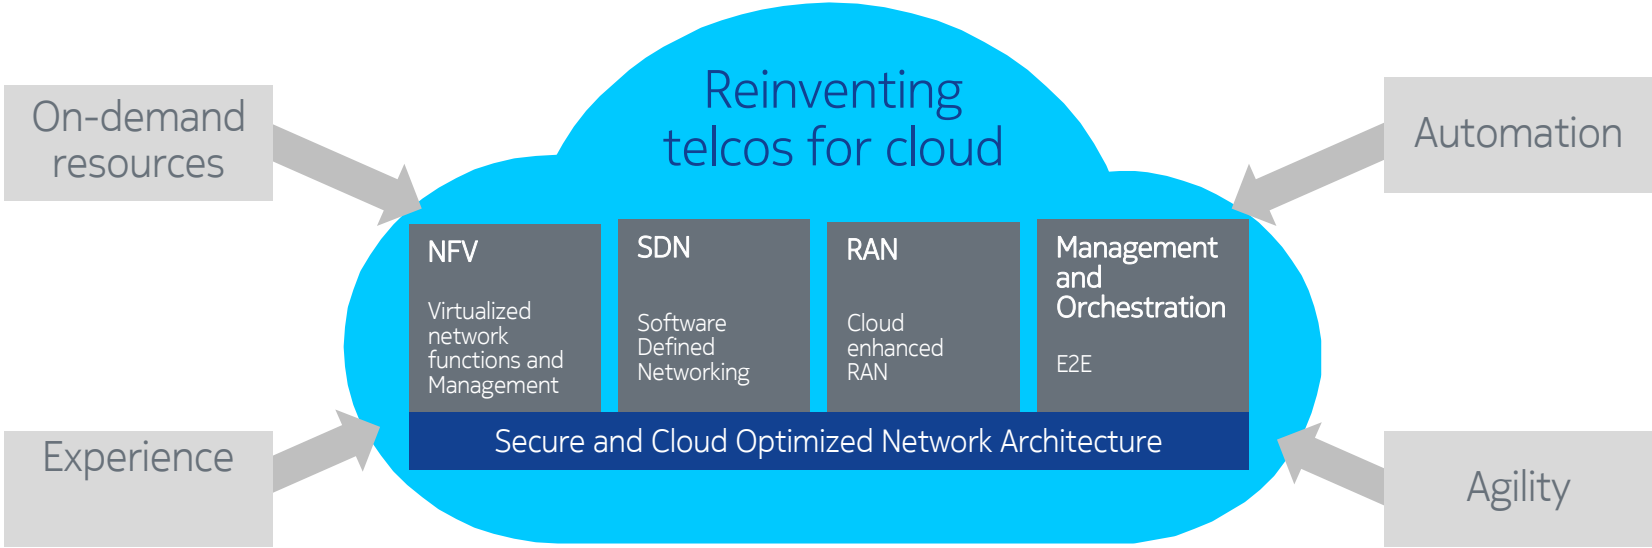 Reinventing
telcos for cloud
On-demand
resources
Automation
NFV
Virtualized
network
functions and
Management
SDN
Software
Defined
Networking
RAN
Cloud
enhanced
RAN
Management
and
Orchestration
E2E
Secure and Cloud Optimized Network Architecture
Experience
Agility